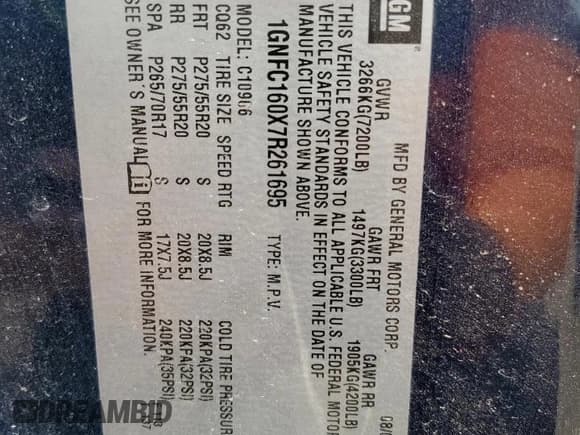 GM
MFD BY GENERAL MOTORS CORP.
08/0
GVWR GAWR FRT GAWR RR
3266KG(7200LB) 1497KG(3300LB) 1905KG(4200LB)
THIS VEHICLE CONFORMS TO ALL APPLICABLE U.S. FEDERAL MOTOR
VEHICLE SAFETY STANDARDS IN EFFECT ON THE DATE OF
MANUFACTURE SHOWN ABOVE.
1GNFC160X7R261695 TYPE: M.P.V.
MODEL: C10906
CQ62 TIRE SIZE SPEED RTG RIM COLD TIRE PRESSUR
FRT P275/55R20 S 20X8.5J 220KPA(32PSI)
RR P275/55R20 S 20X8.5J 220KPA(32PSI)
SPA P265/70R17 S 17X7.5J 240KPA(35PSI)
SEE OWNER'S MANUAL FOR MORE INFORMATION.
DREAMBID